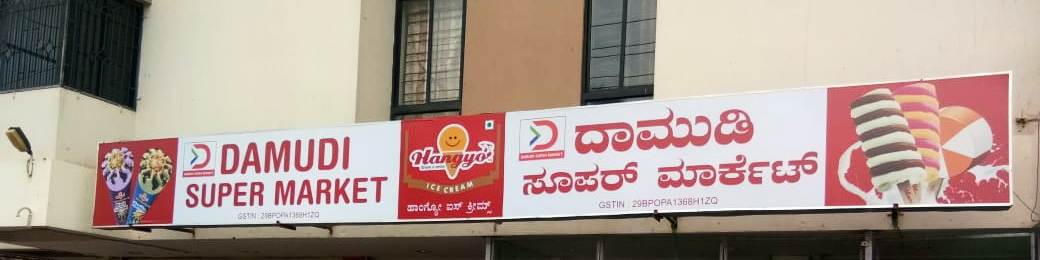 DAMUDI
SUPER MARKET
GSTIN : 29BPOPA1368H1ZQ
Hangyo
ICE CREAM
ಹಾಂಗ್ಯೋ ಐಸ್ ಕ್ರೀಮ್ಸ್
ದಾಮುಡಿ
ಸೂಪರ್ ಮಾರ್ಕೆಟ್
GSTIN : 29BPOPA1368H1ZQ